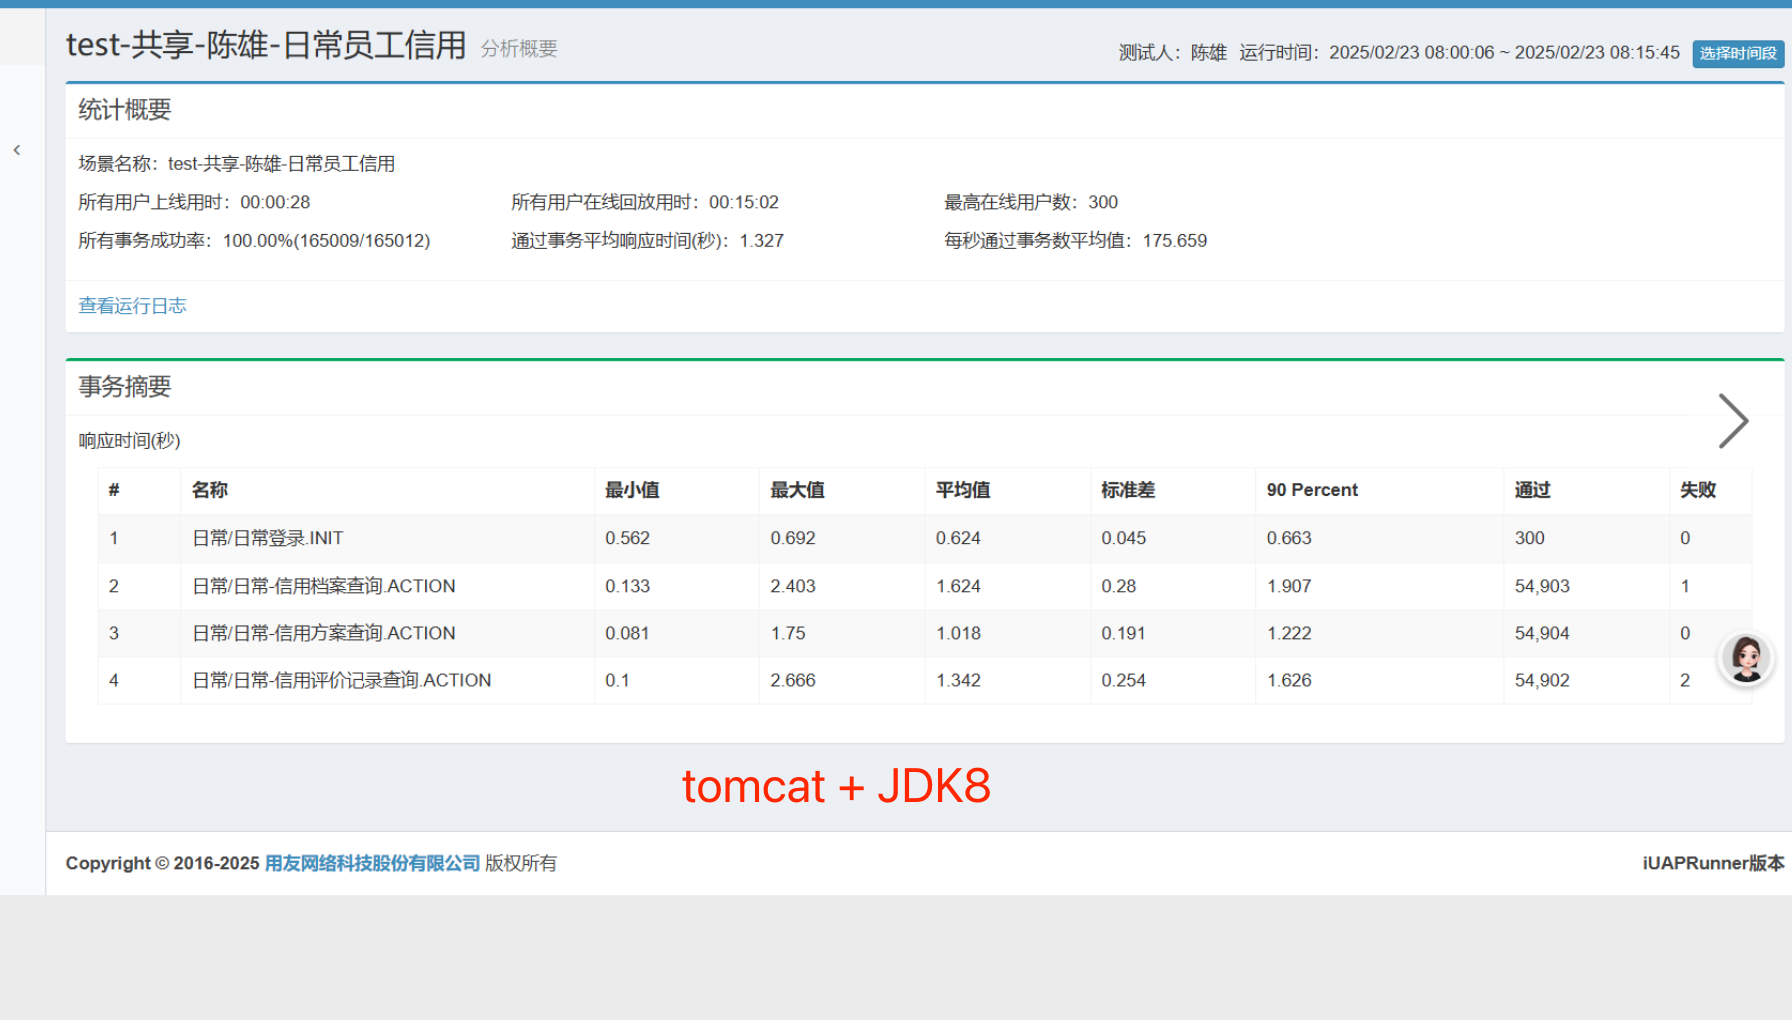 test-共享-陈雄-日常员工信用 分析概要
测试人：陈雄 运行时间：2025/02/23 08:00:06 ~ 2025/02/23 08:15:45 选择时间段
统计概要
场景名称：test-共享-陈雄-日常员工信用
所有用户上线用时：00:00:28 所有用户在线回放用时：00:15:02 最高在线用户数：300
所有事务成功率：100.00%(165009/165012) 通过事务平均响应时间(秒)：1.327 每秒通过事务数平均值：175.659
查看运行日志
事务摘要
响应时间(秒)
# 名称 最小值 最大值 平均值 标准差 90 Percent 通过 失败
1 日常/日常登录.INIT 0.562 0.692 0.624 0.045 0.663 300 0
2 日常/日常-信用档案查询.ACTION 0.133 2.403 1.624 0.28 1.907 54,903 1
3 日常/日常-信用方案查询.ACTION 0.081 1.75 1.018 0.191 1.222 54,904 0
4 日常/日常-信用评价记录查询.ACTION 0.1 2.666 1.342 0.254 1.626 54,902 2
tomcat + JDK8
Copyright © 2016-2025 用友网络科技股份有限公司 版权所有 iUAPRunner版本